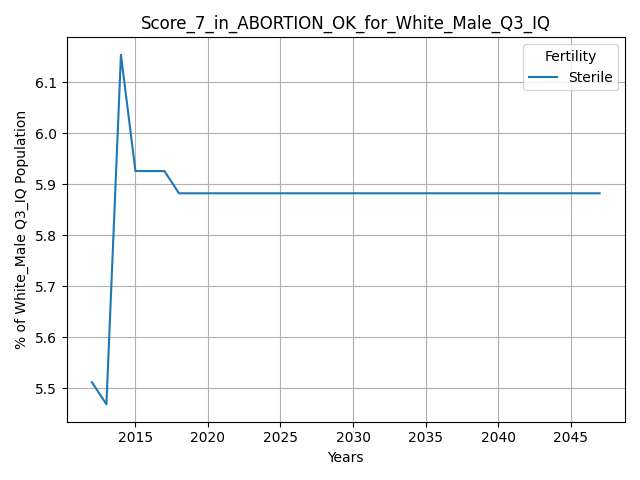 Score_7_in_ABORTION_OK_for_White_Male_Q3_IQ
Fertility
Sterile
% of White_Male Q3_IQ Population
6.1
6.0
5.9
5.8
5.7
5.6
5.5
2015 2020 2025 2030 2035 2040 2045
Years